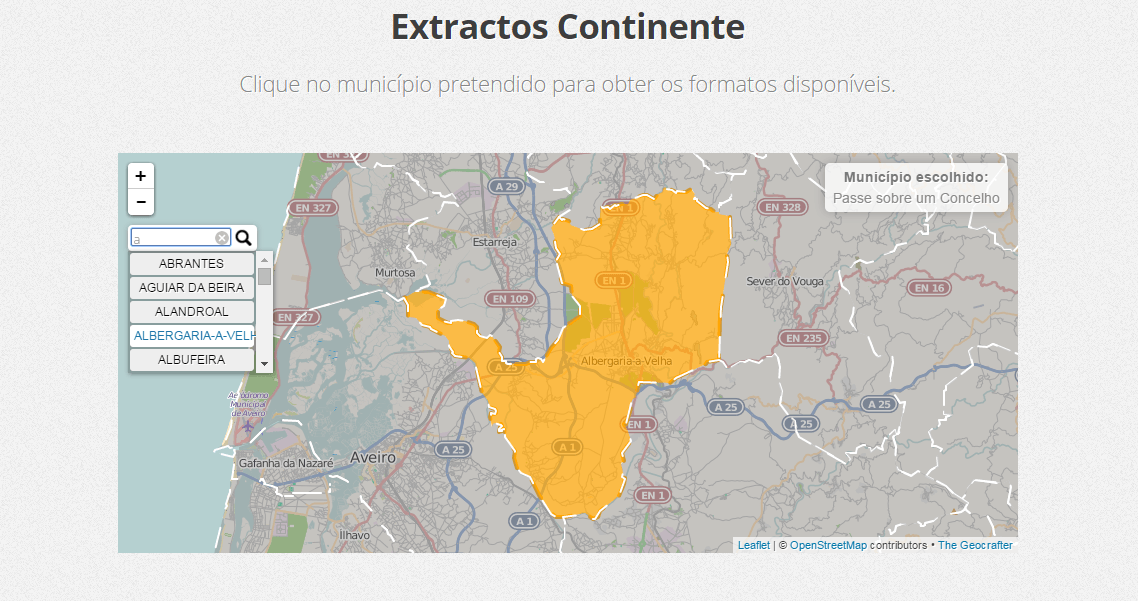 Extractos Continente
Clique no município pretendido para obter os formatos disponíveis.
+
-
Município escolhido:
Passe sobre um Concelho
a
ABRANTES
AGUIAR DA BEIRA
ALANDROAL
ALBERGARIA-A-VELH
ALBUFEIRA
EN 327
A 29
EN 1
EN 328
EN 327
Estarreja
Murtosa
EN 1
Sever do Vouga
EN 16
EN 109
EN 327
EN 235
Albergaria-a-Velha
A 25
Aeródromo
Municipal
de Aveiro
A 25
A 25
A 25
EN 1
A 1
A 25
Aveiro
Gafanha da Nazaré
EN 1
A 1
Ílhavo
Leaflet | © OpenStreetMap contributors • The Geocrafter